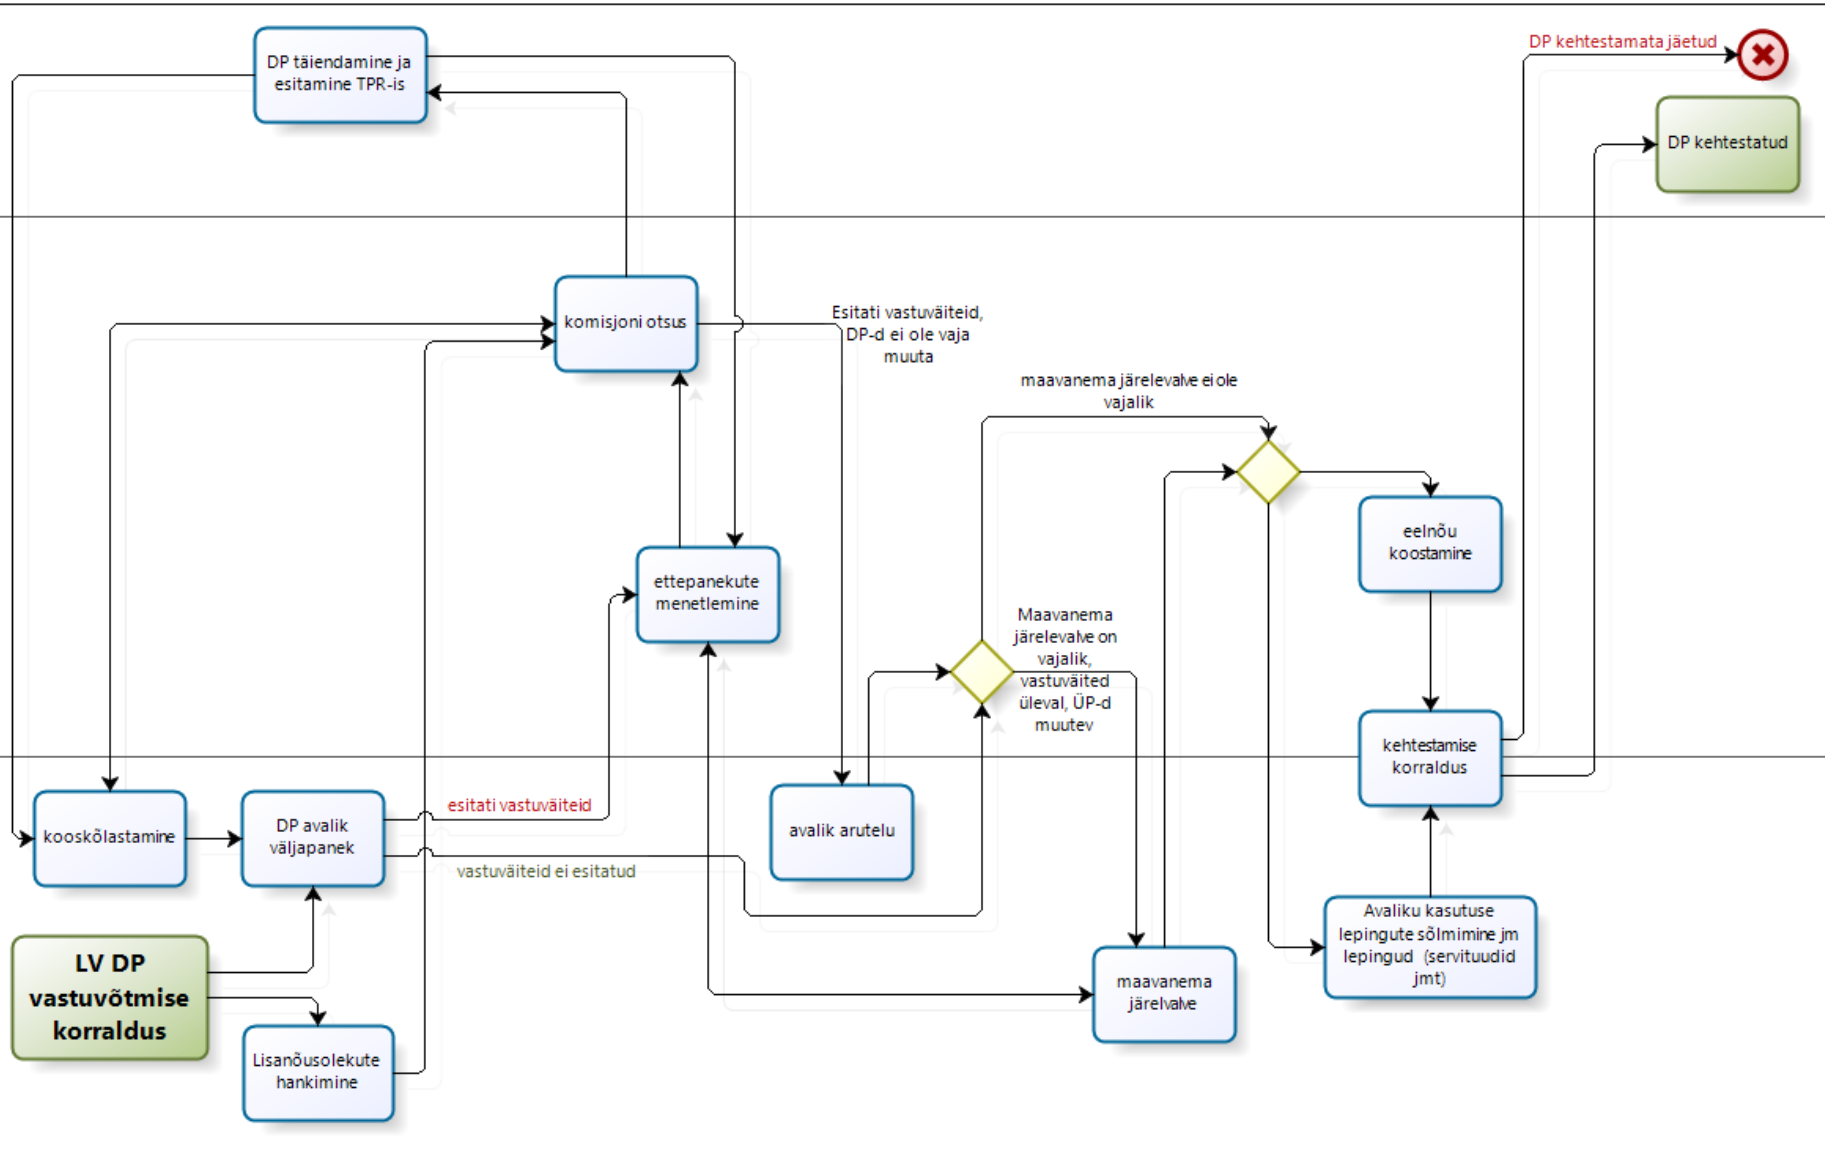 DP kehtestamata jäetud
DP täiendamine ja
esitamine TPR-is
DP kehtestatud
komisjoni otsus
Esitati vastuväiteid,
DP-d ei ole vaja
muuta
maavanema järelevalve ei ole
vajalik
eelnõu
koostamine
ettepanekute
menetlemine
Maavanema
järelevalve on
vajalik,
vastuväited
üleval, ÜP-d
muutev
kehtestamise
korraldus
kooskõlastamine
DP avalik
väljapanek
esitati vastuväiteid
vastuväiteid ei esitatud
avalik arutelu
Avaliku kasutuse
lepingute sõlmimine jm
lepingud (servituudid
jmt)
LV DP
vastuvõtmise
korraldus
maavanema
järelvalve
Lisanõusolekute
hankimine